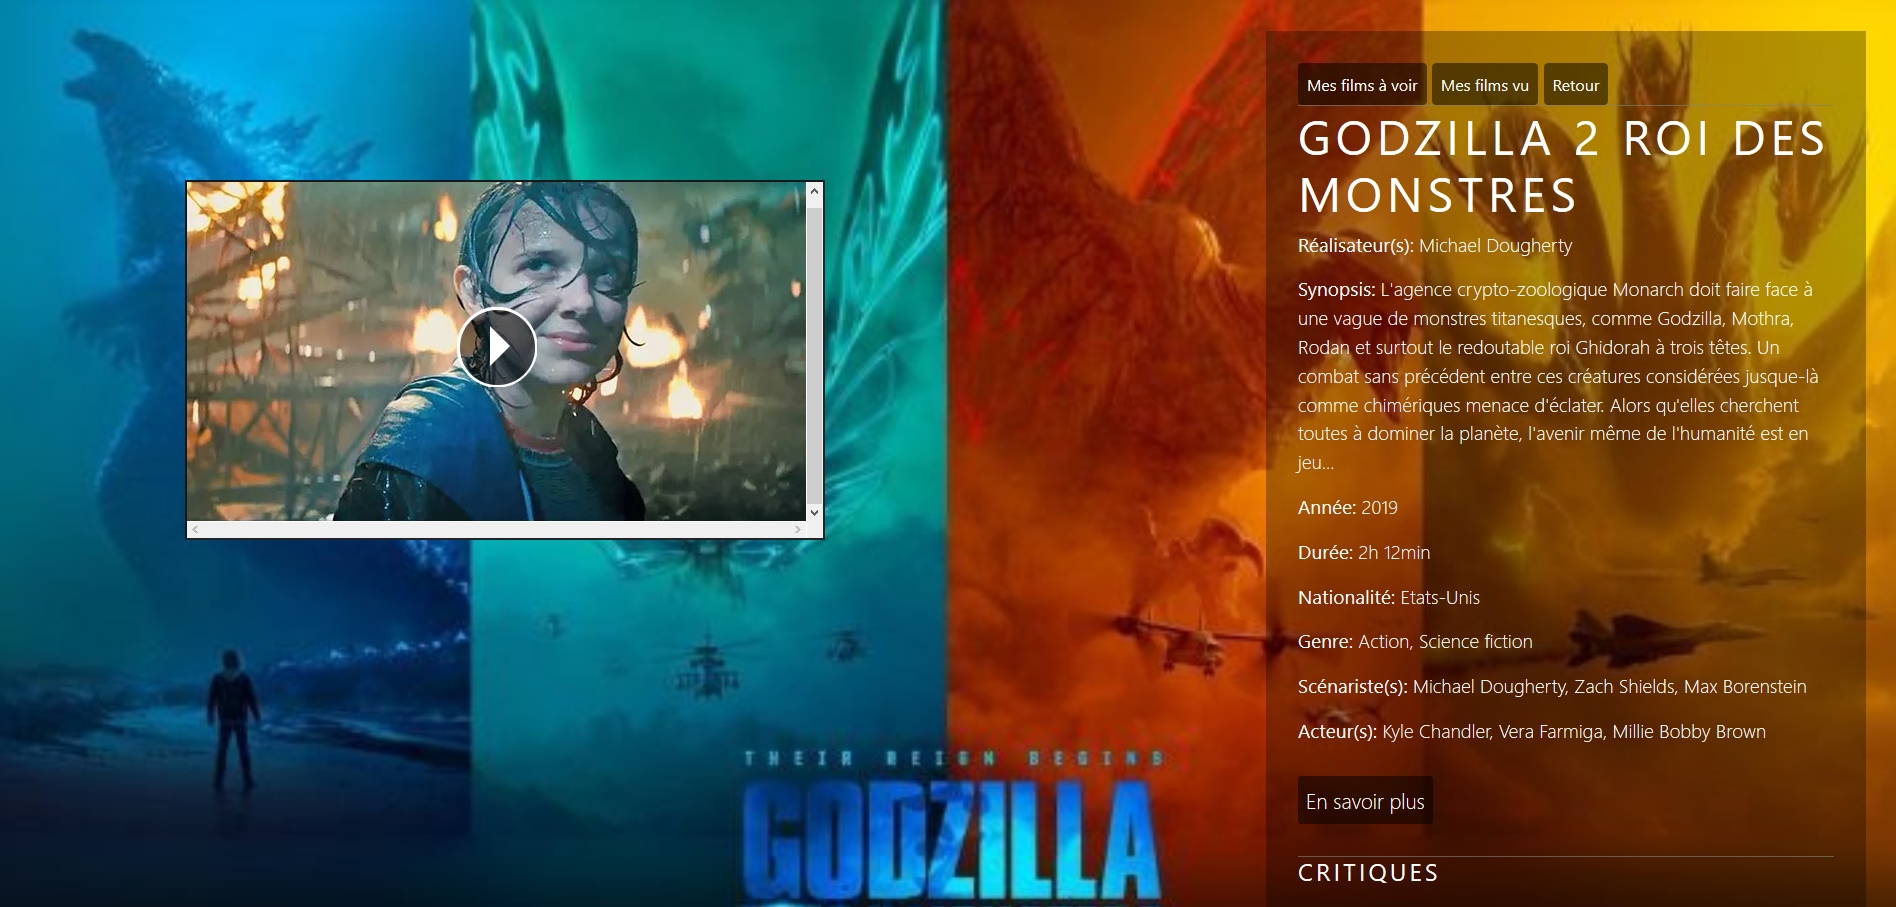 Mes films à voir Mes films vu Retour
GODZILLA 2 ROI DES
MONSTRES
Réalisateur(s): Michael Dougherty
Synopsis: L'agence crypto-zoologique Monarch doit faire face à
une vague de monstres titanesques, comme Godzilla, Mothra,
Rodan et surtout le redoutable roi Ghidorah à trois têtes. Un
combat sans précédent entre ces créatures considérées jusque-là
comme chimériques menace d'éclater. Alors qu'elles cherchent
toutes à dominer la planète, l'avenir même de l'humanité est en
jeu...
Année: 2019
Durée: 2h 12min
Nationalité: Etats-Unis
Genre: Action, Science fiction
Scénariste(s): Michael Dougherty, Zach Shields, Max Borenstein
Acteur(s): Kyle Chandler, Vera Farmiga, Millie Bobby Brown
En savoir plus
CRITIQUES
THEIR REIGN BEGINS
GODZILLA